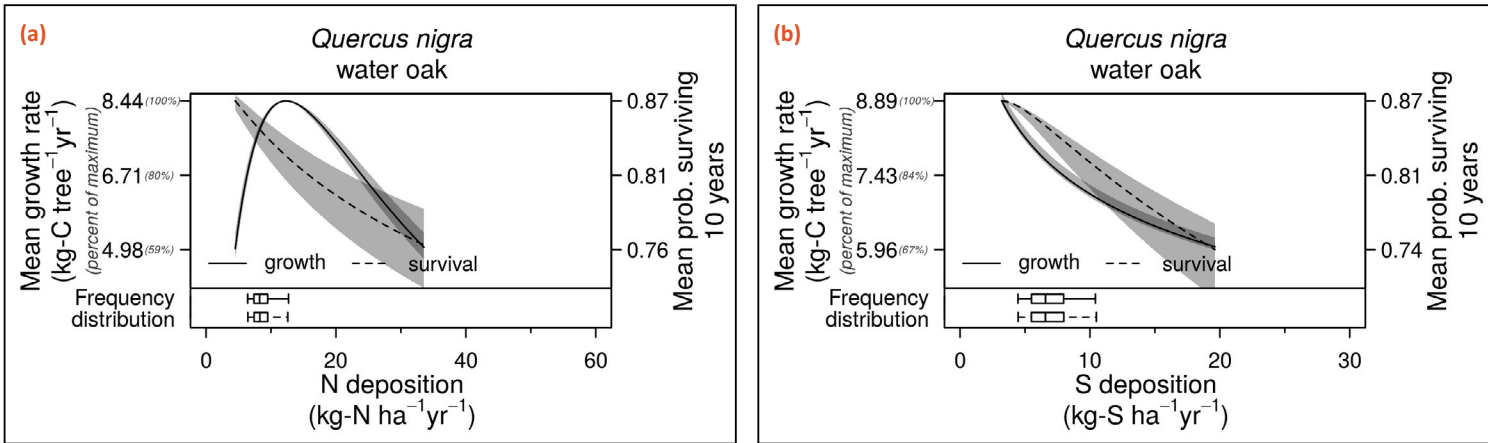 (a)
Quercus nigra
water oak
Mean growth rate
(kg-C tree⁻¹yr⁻¹)
(percent of maximum)
8.44 (100%)
6.71 (80%)
4.98 (59%)
0.87
0.81
0.76
Mean prob. surviving
10 years
growth
survival
Frequency
distribution
0 20 40 60
N deposition
(kg-N ha⁻¹yr⁻¹)
(b)
Quercus nigra
water oak
Mean growth rate
(kg-C tree⁻¹yr⁻¹)
(percent of maximum)
8.89 (100%)
7.43 (84%)
5.96 (67%)
0.87
0.81
0.74
Mean prob. surviving
10 years
growth
survival
Frequency
distribution
0 10 20 30
S deposition
(kg-S ha⁻¹yr⁻¹)